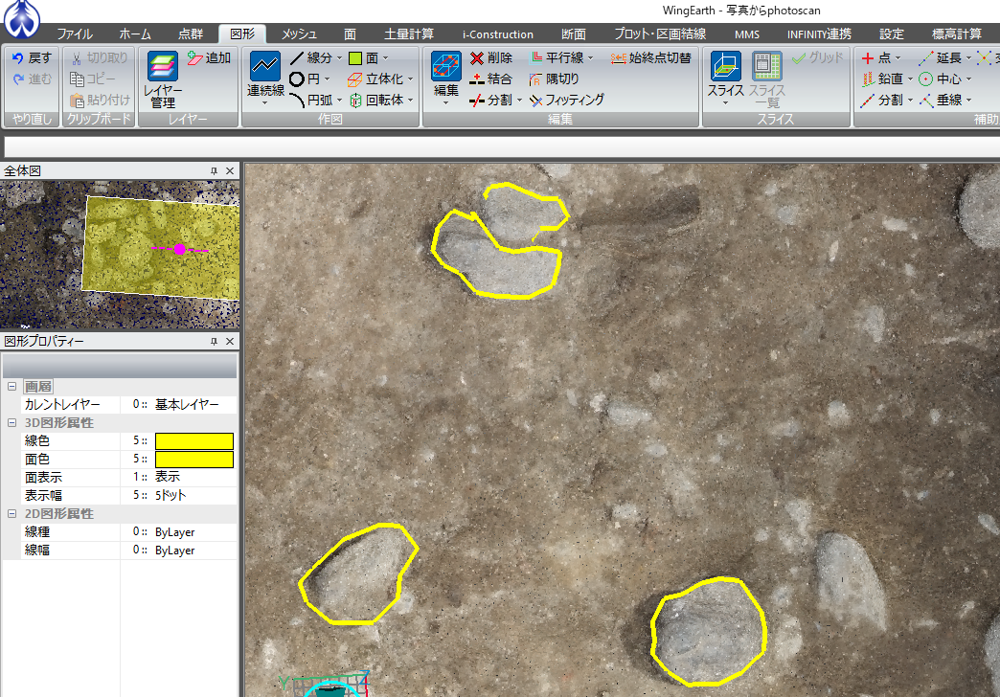 WingEarth - 写真からphotoscan
ファイル ホーム 点群 図形 メッシュ 面 土量計算 i-Construction 断面 プロット・区画結線 MMS INFINITY連携 設定 標高計算
戻す 切り取り 追加 線分 面 削除 平行線 始終点切替 グリッド 点 延長
進む コピー 円 立体化 結合 隅切り 鉛直 中心
貼り付け レイヤー管理 連続線 円弧 回転体 編集 分割 フィッティング スライス スライス一覧 分割 垂線
やり直し クリップボード レイヤー 作図 編集 スライス 補助
全体図
図形プロパティー
画層
カレントレイヤー 0:: 基本レイヤー
3D図形属性
線色 5::
面色 5::
面表示 1:: 表示
表示幅 5:: 5ドット
2D図形属性
線種 0:: ByLayer
線幅 0:: ByLayer
Y Z